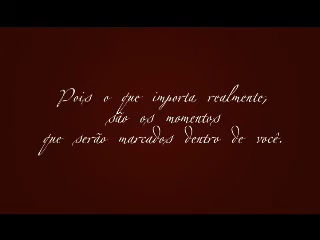 Pois o que importa realmente,
são os momentos
que serão marcados dentro de você.